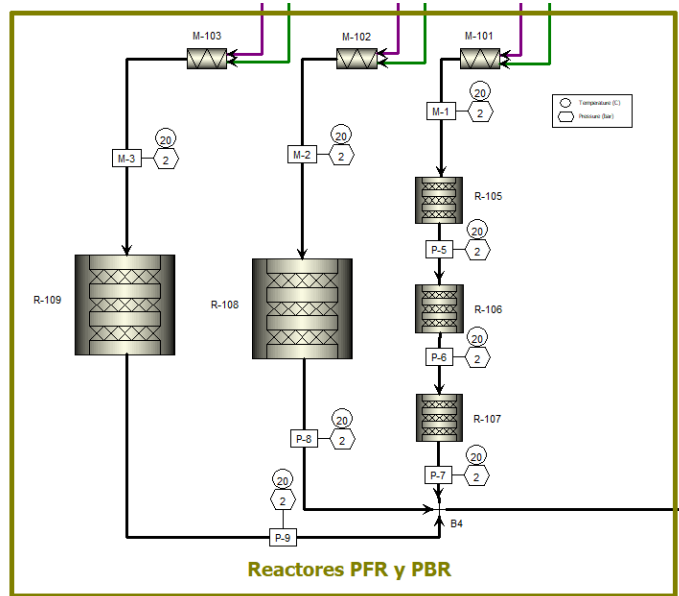 M-103
M-102
M-101
Temperature (C)
Pressure (bar)
M-1
20
2
M-3
20
2
M-2
20
2
R-105
P-5
20
2
R-109
R-108
R-106
P-6
20
2
R-107
P-8
20
2
P-7
20
2
20
2
P-9
B4
Reactores PFR y PBR